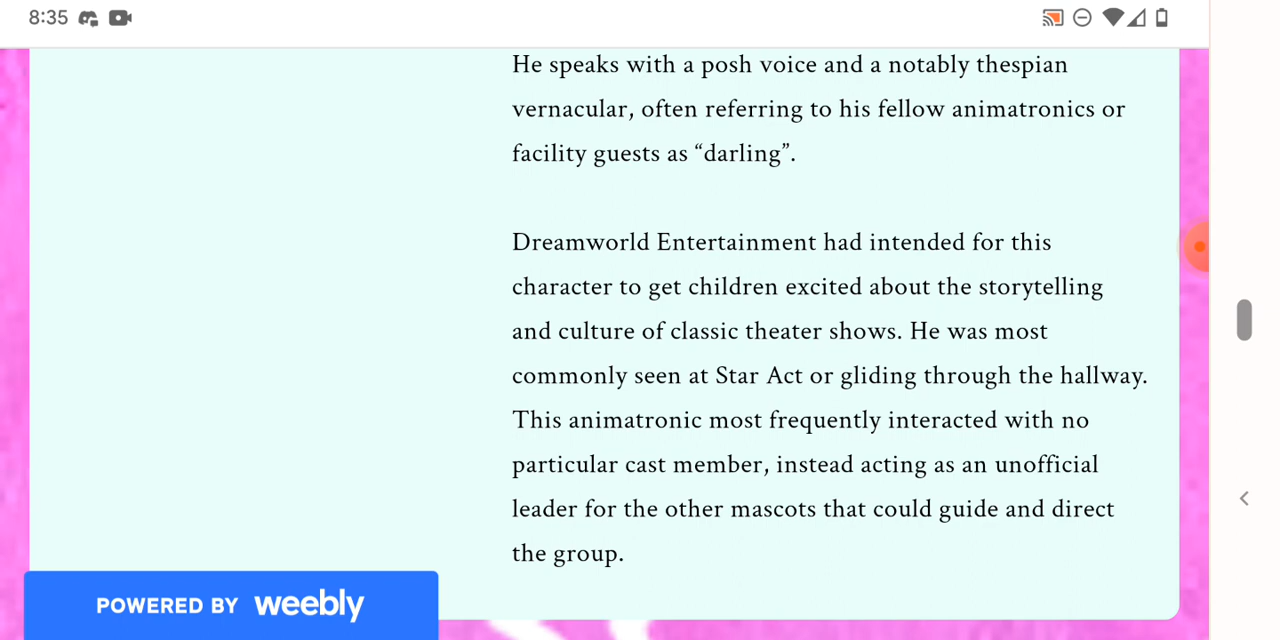 8:35
He speaks with a posh voice and a notably thespian
vernacular, often referring to his fellow animatronics or
facility guests as “darling”.
Dreamworld Entertainment had intended for this
character to get children excited about the storytelling
and culture of classic theater shows. He was most
commonly seen at Star Act or gliding through the hallway.
This animatronic most frequently interacted with no
particular cast member, instead acting as an unofficial
leader for the other mascots that could guide and direct
the group.
POWERED BY weebly